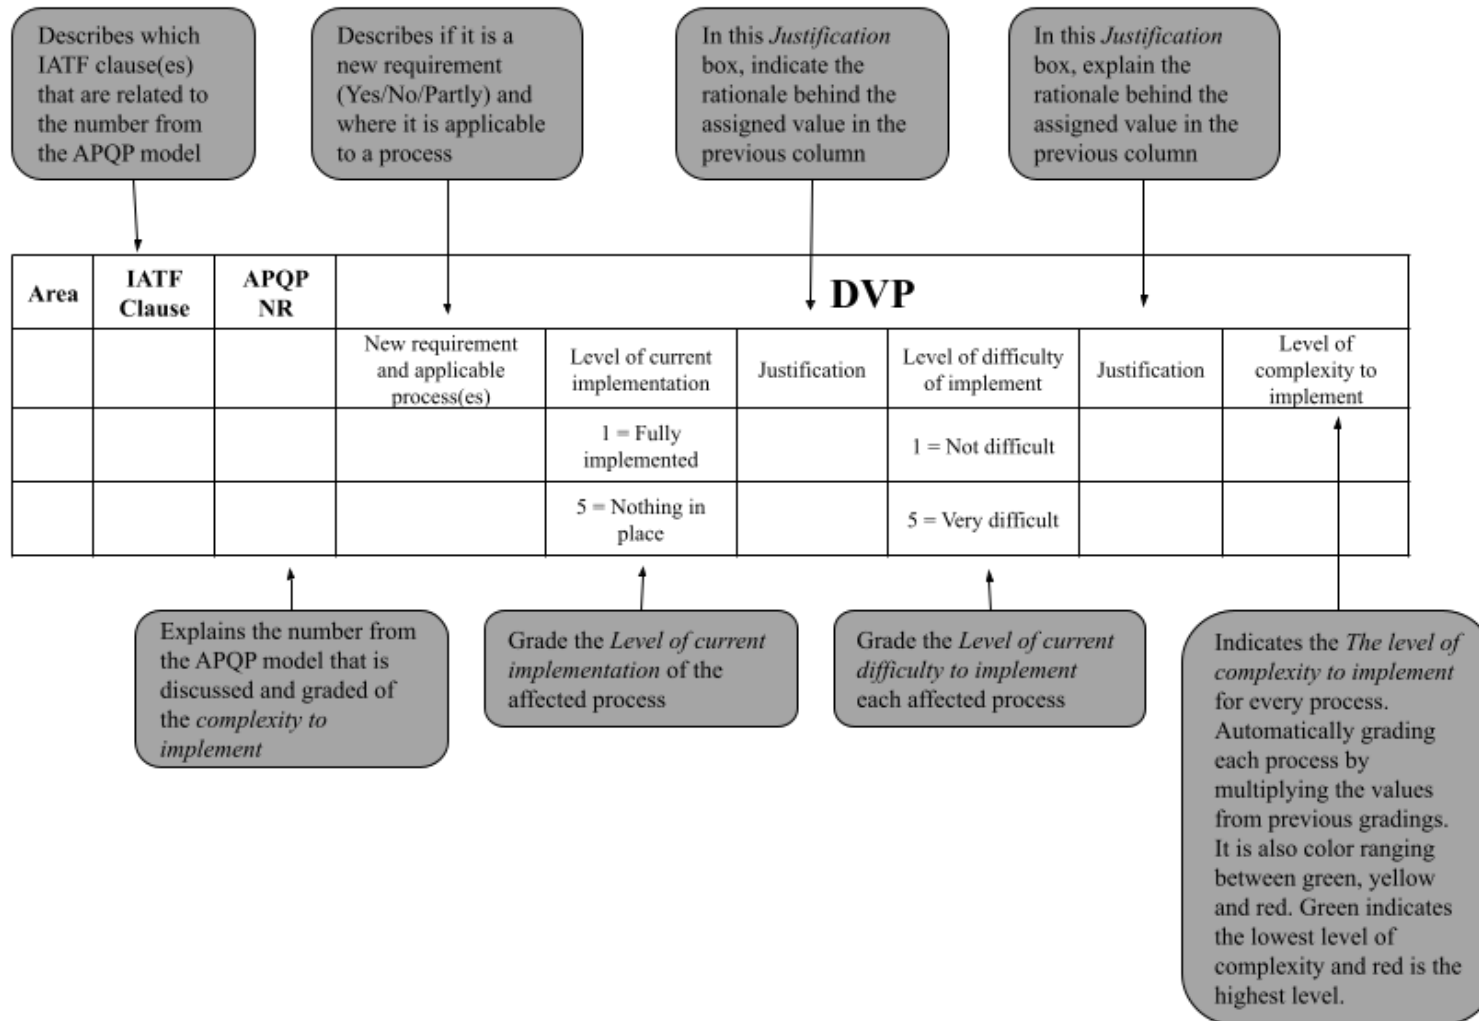 Describes which
IATF clause(es)
that are related to
the number from
the APQP model
Describes if it is a
new requirement
(Yes/No/Partly) and
where it is applicable
to a process
In this Justification
box, indicate the
rationale behind the
assigned value in the
previous column
In this Justification
box, explain the
rationale behind the
assigned value in the
previous column
Area
IATF
Clause
APQP
NR
DVP
New requirement
and applicable
process(es)
Level of current
implementation
Justification
Level of difficulty
of implement
Justification
Level of
complexity to
implement
1 = Fully
implemented
1 = Not difficult
5 = Nothing in
place
5 = Very difficult
Explains the number from
the APQP model that is
discussed and graded of
the complexity to
implement
Grade the Level of current
implementation of the
affected process
Grade the Level of current
difficulty to implement
each affected process
Indicates the The level of
complexity to implement
for every process.
Automatically grading
each process by
multiplying the values
from previous gradings.
It is also color ranging
between green, yellow
and red. Green indicates
the lowest level of
complexity and red is the
highest level.